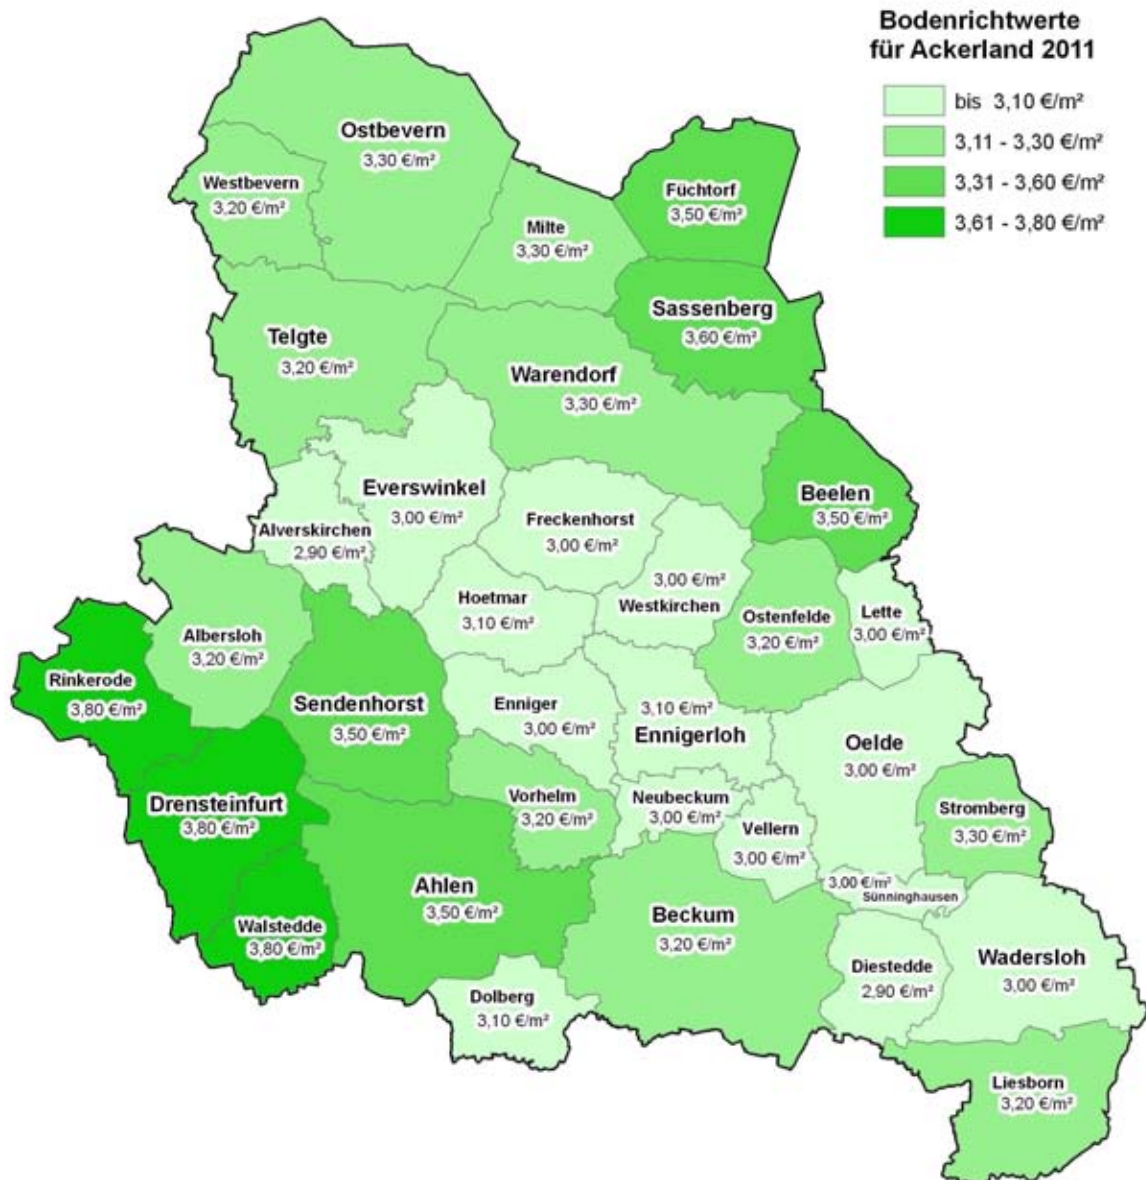 Bodenrichtwerte
für Ackerland 2011
bis 3,10 €/m²
3,11 - 3,30 €/m²
3,31 - 3,60 €/m²
3,61 - 3,80 €/m²
Ostbevern
3,30 €/m²
Westbevern
3,20 €/m²
Füchtorf
3,50 €/m²
Milte
3,30 €/m²
Sassenberg
3,60 €/m²
Telgte
3,20 €/m²
Warendorf
3,30 €/m²
Everswinkel
3,00 €/m²
Beelen
3,50 €/m²
Alverskirchen
2,90 €/m²
Freckenhorst
3,00 €/m²
3,00 €/m²
Westkirchen
Hoetmar
3,10 €/m²
Ostenfelde
3,20 €/m²
Lette
3,00 €/m²
Albersloh
3,20 €/m²
Rinkerode
3,80 €/m²
Sendenhorst
3,50 €/m²
Enniger
3,00 €/m²
3,10 €/m²
Ennigerloh
Oelde
3,00 €/m²
Drensteinfurt
3,80 €/m²
Vorhelm
3,20 €/m²
Neubeckum
3,00 €/m²
Vellern
3,00 €/m²
Stromberg
3,30 €/m²
Ahlen
3,50 €/m²
3,00 €/m²
Sünninghausen
Walstedde
3,80 €/m²
Beckum
3,20 €/m²
Diestedde
2,90 €/m²
Wadersloh
3,00 €/m²
Dolberg
3,10 €/m²
Liesborn
3,20 €/m²